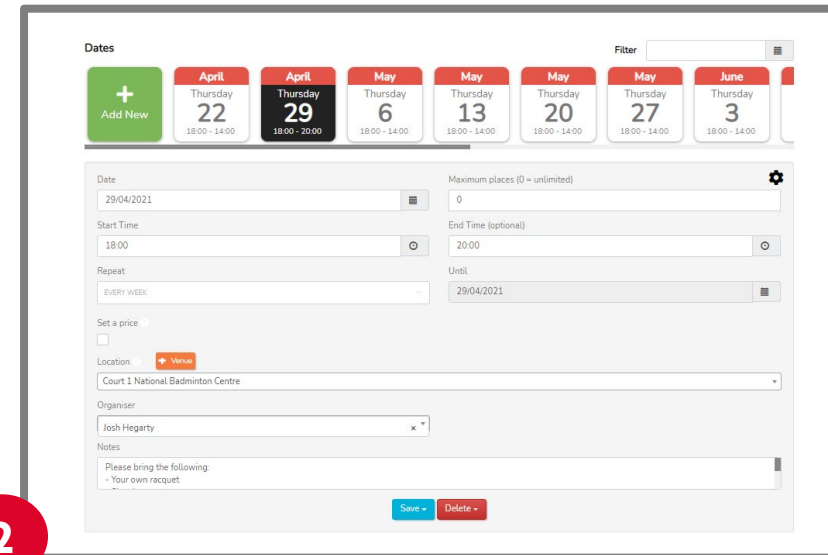 Dates
Filter
+
Add New
April
Thursday
22
18:00 - 14:00
April
Thursday
29
18:00 - 20:00
May
Thursday
6
18:00 - 14:00
May
Thursday
13
18:00 - 14:00
May
Thursday
20
18:00 - 14:00
May
Thursday
27
18:00 - 14:00
June
Thursday
3
18:00 - 14:00
Date
Maximum places (0 = unlimited)
29/04/2021
0
Start Time
End Time (optional)
18:00
20:00
Repeat
Until
EVERY WEEK
29/04/2021
Set a price
Location
+ Venue
Court 1 National Badminton Centre
Organiser
Josh Hegarty
×
Notes
Please bring the following:
- Your own racquet
Save
Delete
2